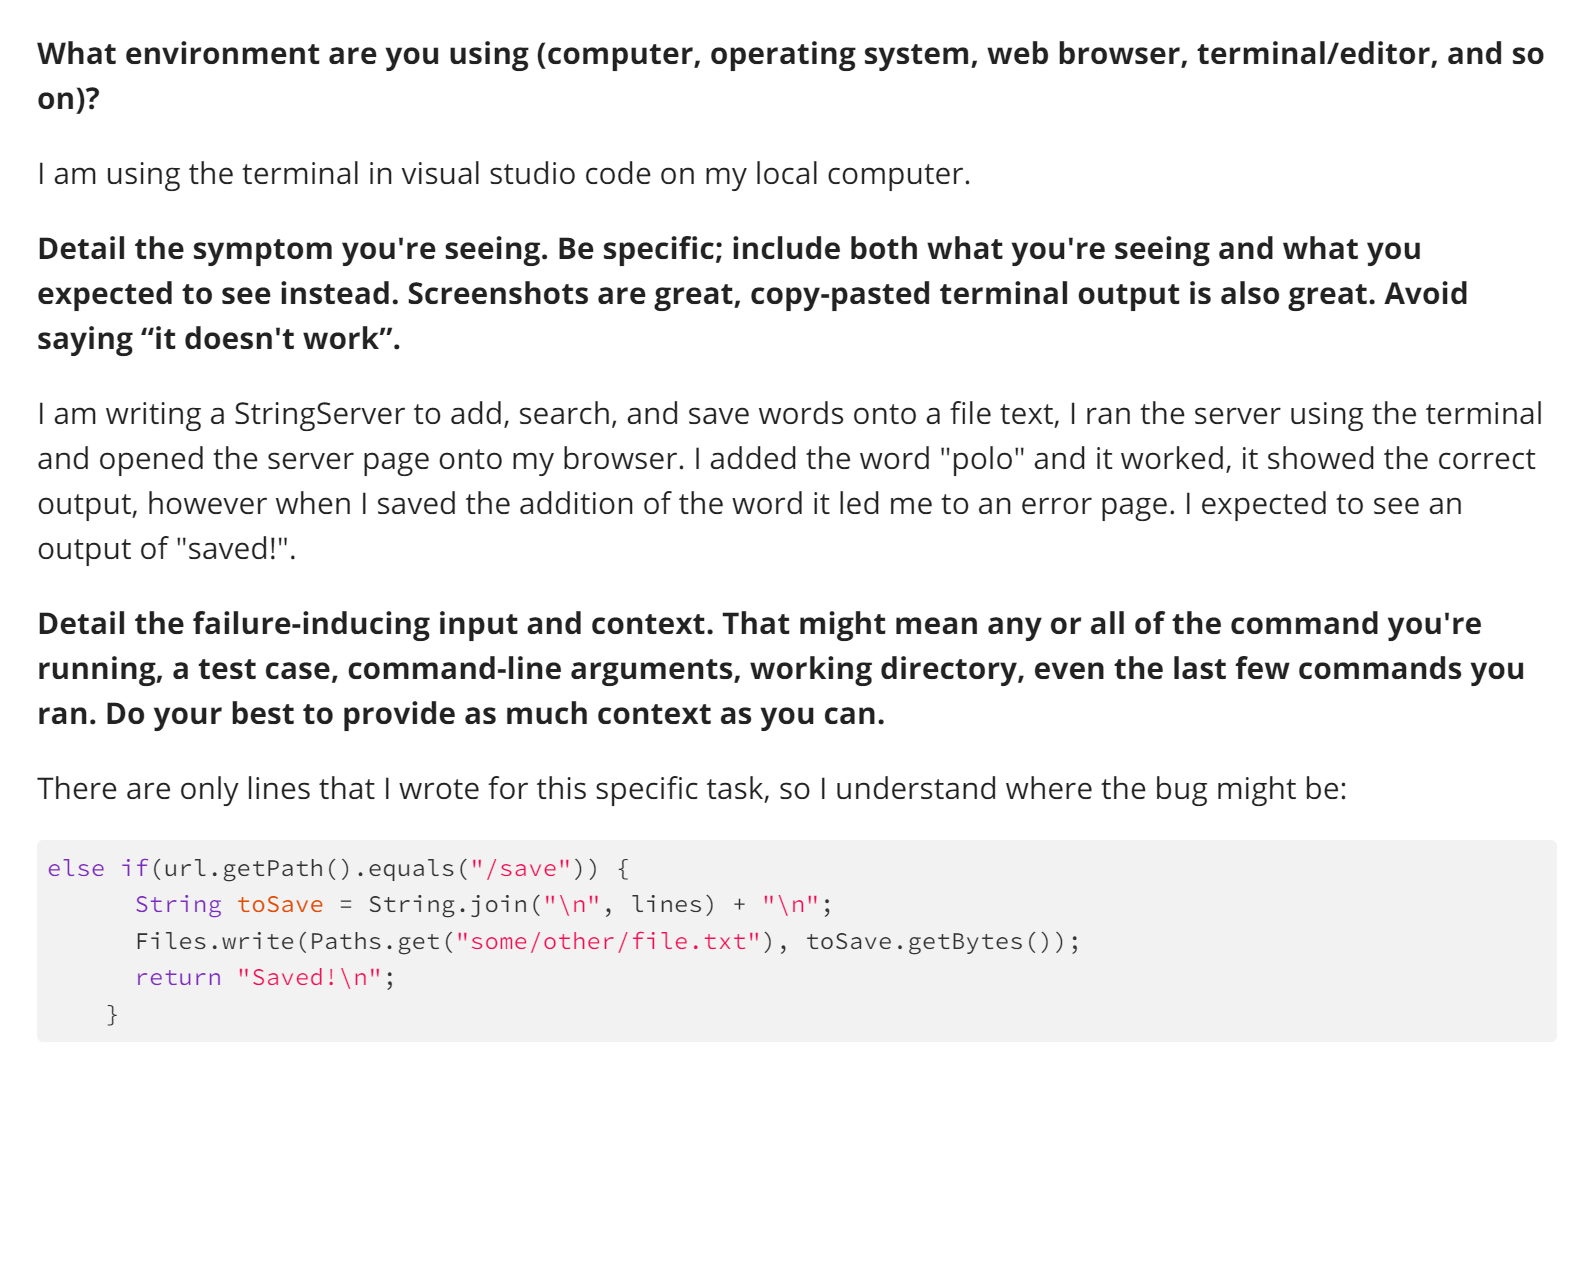 What environment are you using (computer, operating system, web browser, terminal/editor, and so
on)?
I am using the terminal in visual studio code on my local computer.
Detail the symptom you're seeing. Be specific; include both what you're seeing and what you
expected to see instead. Screenshots are great, copy-pasted terminal output is also great. Avoid
saying “it doesn't work”.
I am writing a StringServer to add, search, and save words onto a file text, I ran the server using the terminal
and opened the server page onto my browser. I added the word "polo" and it worked, it showed the correct
output, however when I saved the addition of the word it led me to an error page. I expected to see an
output of "saved!".
Detail the failure-inducing input and context. That might mean any or all of the command you're
running, a test case, command-line arguments, working directory, even the last few commands you
ran. Do your best to provide as much context as you can.
There are only lines that I wrote for this specific task, so I understand where the bug might be:
else if(url.getPath().equals("/save")) {
      String toSave = String.join("\n", lines) + "\n";
      Files.write(Paths.get("some/other/file.txt"), toSave.getBytes());
      return "Saved!\n";
    }